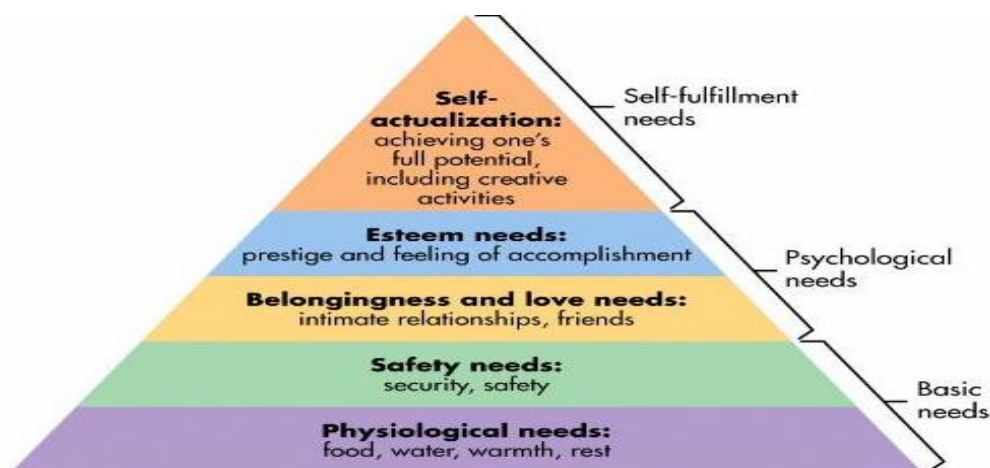 Self-
actualization:
achieving one's
full potential,
including creative
activities
Self-fulfillment
needs
Esteem needs:
prestige and feeling of accomplishment
Psychological
needs
Belongingness and love needs:
intimate relationships, friends
Safety needs:
security, safety
Basic
needs
Physiological needs:
food, water, warmth, rest